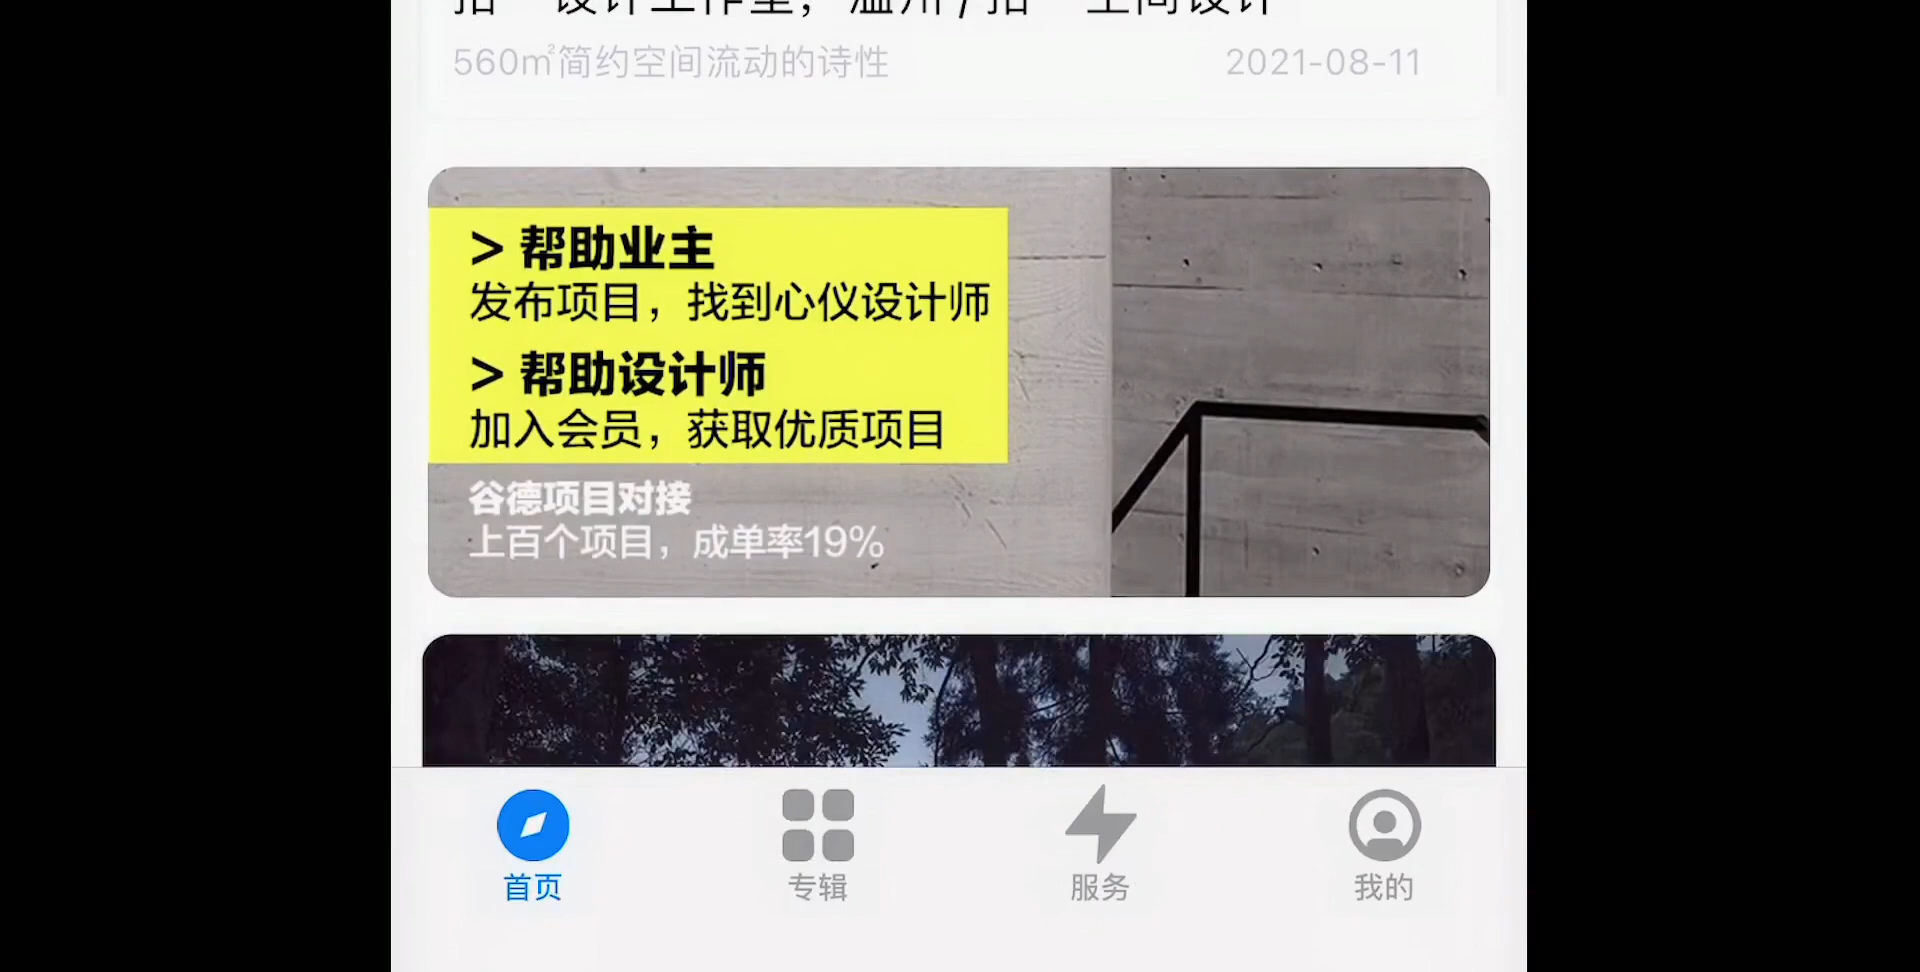 560㎡简约空间流动的诗性
2021-08-11
> 帮助业主
发布项目，找到心仪设计师
> 帮助设计师
加入会员，获取优质项目
谷德项目对接
上百个项目，成单率19%
首页
专辑
服务
我的